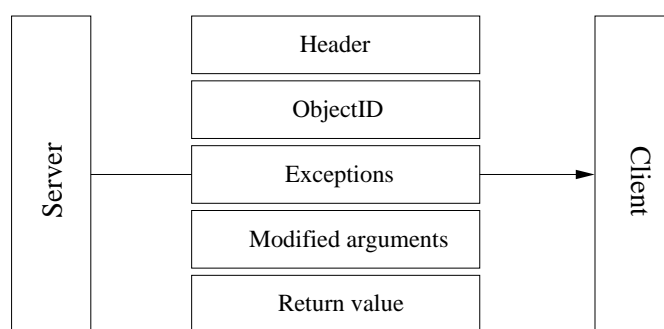 Server
Header
ObjectID
Exceptions
Modified arguments
Return value
Client